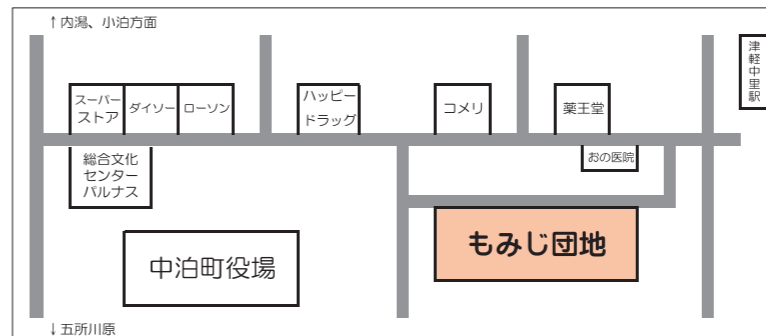 ↑内潟、小泊方面
津軽中里駅
スーパー
ストア
ダイソー
ローソン
ハッピー
ドラッグ
コメリ
薬王堂
総合文化
センター
パルナス
おの医院
もみじ団地
中泊町役場
↓五所川原